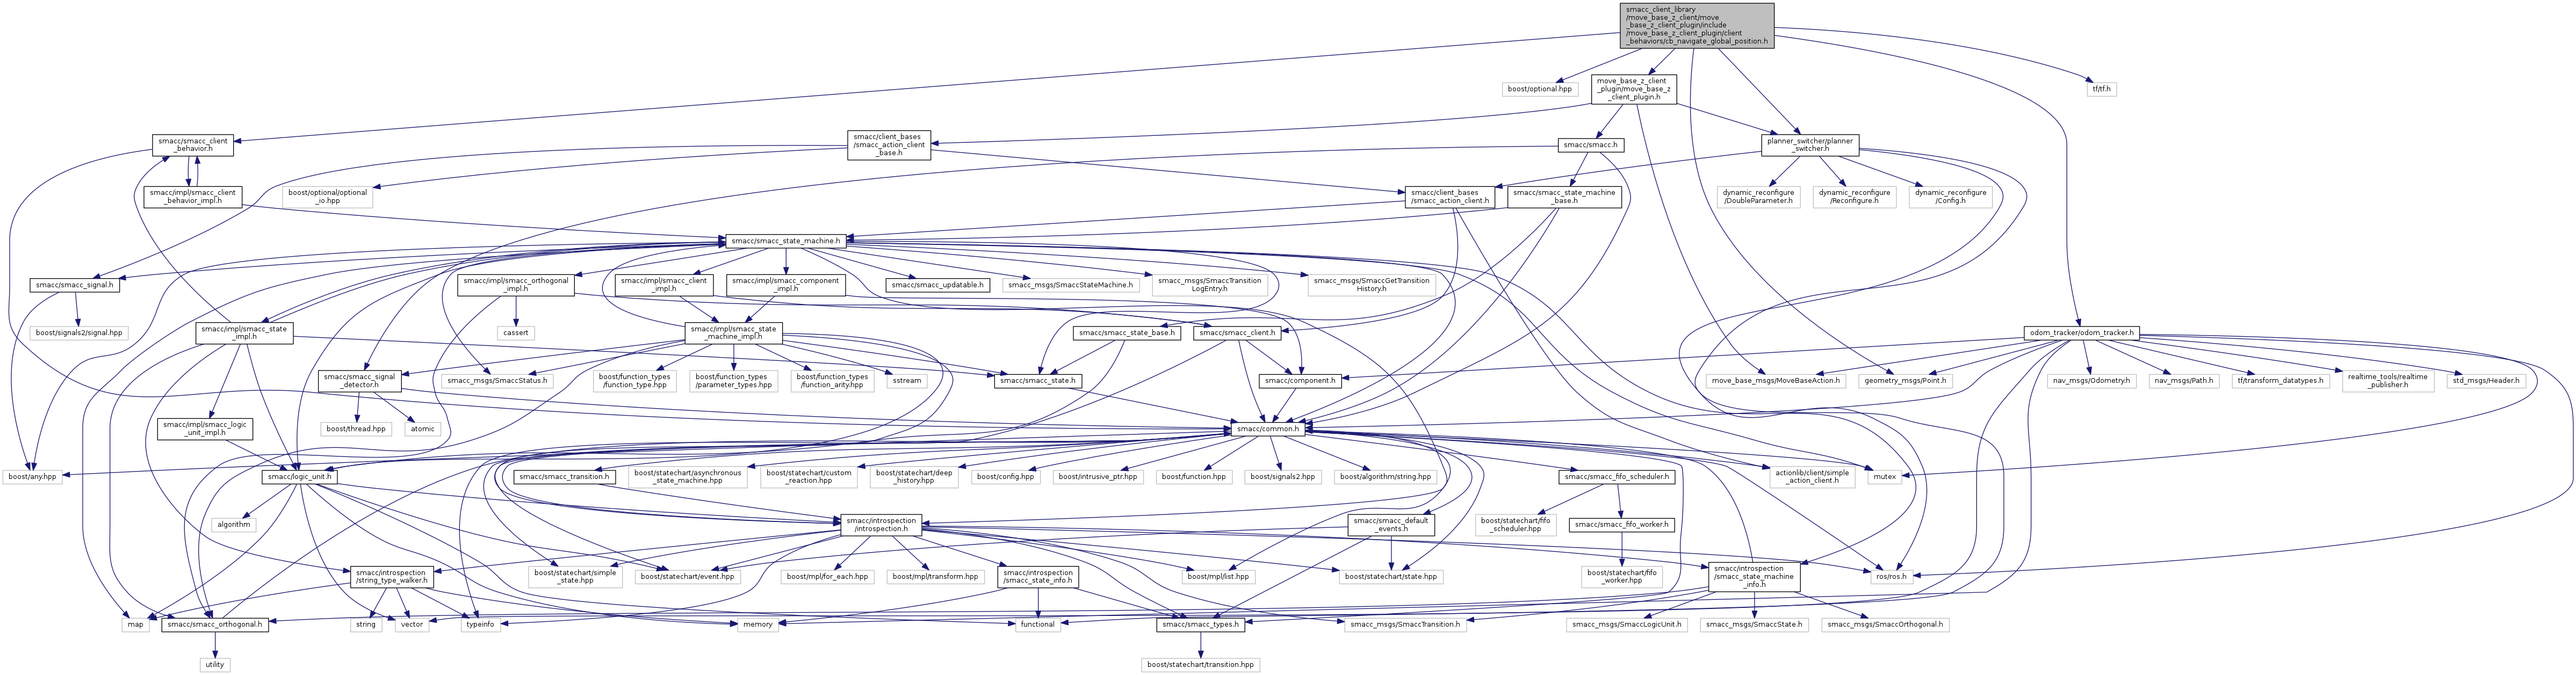 smacc_client_library
/move_base_z_client/move
_base_z_client_plugin/include
/move_base_z_client_plugin/client
_behaviors/cb_navigate_global_position.h
boost/optional.hpp
move_base_z_client
_plugin/move_base_z
_client_plugin.h
tf/tf.h
smacc/smacc_client
_behavior.h
smacc/client_bases
/smacc_action_client
_base.h
smacc/smacc.h
planner_switcher/planner
_switcher.h
smacc/impl/smacc_client
_behavior_impl.h
boost/optional/optional
_io.hpp
smacc/client_bases
/smacc_action_client.h
smacc/smacc_state_machine
_base.h
dynamic_reconfigure
/DoubleParameter.h
dynamic_reconfigure
/Reconfigure.h
dynamic_reconfigure
/Config.h
smacc/smacc_state_machine.h
smacc/smacc_signal.h
smacc/impl/smacc_orthogonal
_impl.h
smacc/impl/smacc_client
_impl.h
smacc/impl/smacc_component
_impl.h
smacc/smacc_updatable.h
smacc_msgs/SmaccStateMachine.h
smacc_msgs/SmaccTransition
LogEntry.h
smacc_msgs/SmaccGetTransition
History.h
boost/signals2/signal.hpp
smacc/impl/smacc_state
_impl.h
cassert
smacc/impl/smacc_state
_machine_impl.h
smacc/smacc_state_base.h
smacc/smacc_client.h
odom_tracker/odom_tracker.h
smacc/smacc_signal
_detector.h
smacc_msgs/SmaccStatus.h
boost/function_types
/function_type.hpp
boost/function_types
/parameter_types.hpp
boost/function_types
/function_arity.hpp
sstream
smacc/smacc_state.h
smacc/component.h
move_base_msgs/MoveBaseAction.h
geometry_msgs/Point.h
nav_msgs/Odometry.h
nav_msgs/Path.h
tf/transform_datatypes.h
realtime_tools/realtime
_publisher.h
std_msgs/Header.h
smacc/impl/smacc_logic
_unit_impl.h
boost/thread.hpp
atomic
smacc/common.h
boost/any.hpp
smacc/logic_unit.h
smacc/smacc_transition.h
boost/statechart/asynchronous
_state_machine.hpp
boost/statechart/custom
_reaction.hpp
boost/statechart/deep
_history.hpp
boost/config.hpp
boost/intrusive_ptr.hpp
boost/function.hpp
boost/signals2.hpp
boost/algorithm/string.hpp
smacc/smacc_fifo_scheduler.h
actionlib/client/simple
_action_client.h
mutex
algorithm
smacc/introspection
/introspection.h
smacc/smacc_default
_events.h
boost/statechart/fifo
_scheduler.hpp
smacc/smacc_fifo_worker.h
smacc/introspection
/string_type_walker.h
boost/statechart/simple
_state.hpp
boost/statechart/event.hpp
boost/mpl/for_each.hpp
boost/mpl/transform.hpp
smacc/introspection
/smacc_state_info.h
boost/mpl/list.hpp
boost/statechart/state.hpp
boost/statechart/fifo
_worker.hpp
smacc/introspection
/smacc_state_machine
_info.h
ros/ros.h
map
smacc/smacc_orthogonal.h
string
vector
typeinfo
memory
functional
smacc/smacc_types.h
smacc_msgs/SmaccTransition.h
smacc_msgs/SmaccLogicUnit.h
smacc_msgs/SmaccState.h
smacc_msgs/SmaccOrthogonal.h
utility
boost/statechart/transition.hpp